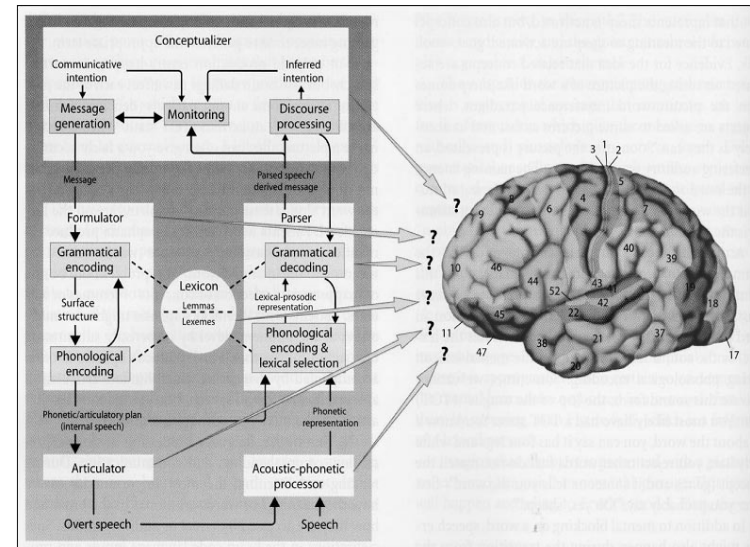 Conceptualizer
Communicative
intention
Inferred
intention
Message
generation
Monitoring
Discourse
processing
Message
Parsed speech/
derived message
Formulator
Parser
Grammatical
encoding
Lexicon
Lemmas
Lexemes
Grammatical
decoding
Surface
structure
Lexical-prosodic
representation
Phonological
encoding
Phonological
encoding &
lexical selection
Phonetic/articulatory plan
(internal speech)
Phonetic
representation
Articulator
Acoustic-phonetic
processor
Overt speech
Speech
?
?
?
?
?
?
1
3 2
5
8
4
7
6
9
40
39
10
46
44
43
41
42
52
19
18
22
45
11
47
38
21
37
20
17